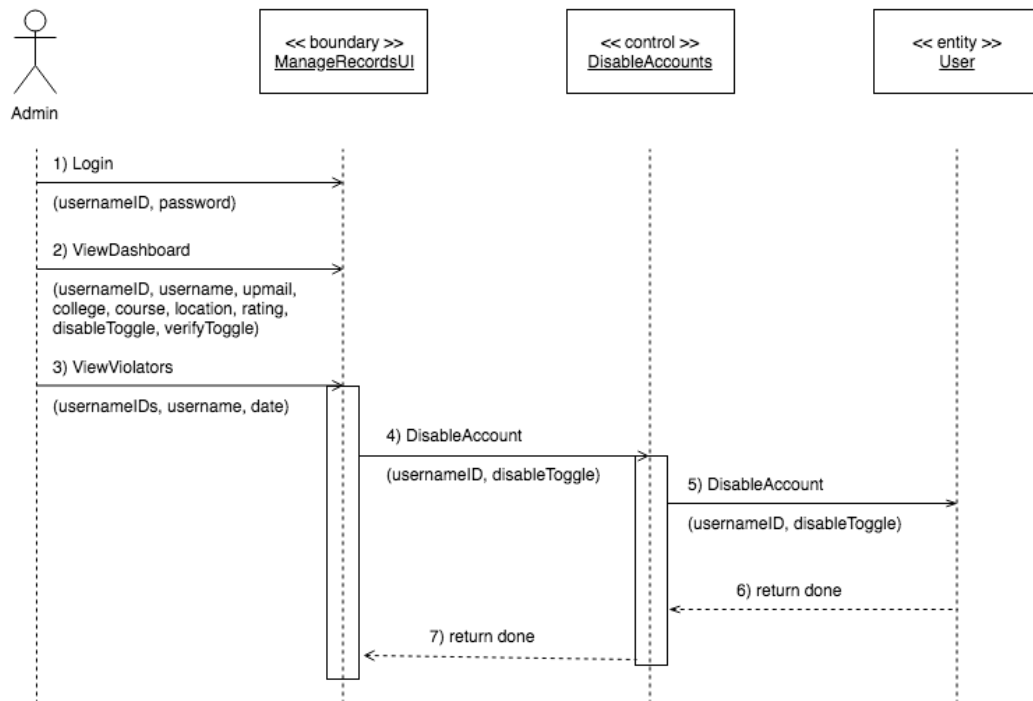 << boundary >>
ManageRecordsUI
<< control >>
DisableAccounts
<< entity >>
User
Admin
1) Login
(usernameID, password)
2) ViewDashboard
(usernameID, username, upmail,
college, course, location, rating,
disableToggle, verifyToggle)
3) ViewViolators
(usernameIDs, username, date)
4) DisableAccount
(usernameID, disableToggle)
5) DisableAccount
(usernameID, disableToggle)
6) return done
7) return done